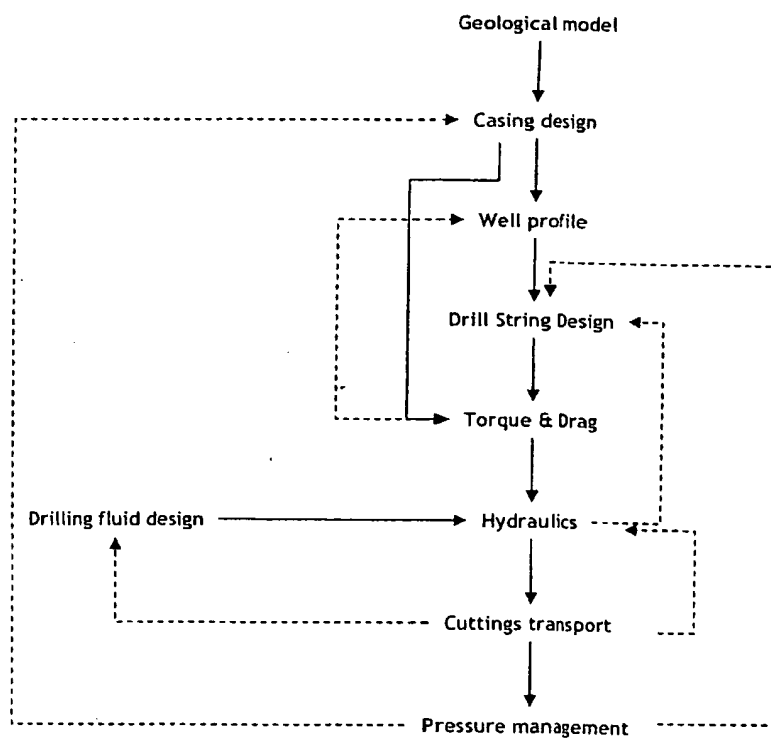 Geological model
Casing design
Well profile
Drill String Design
Torque & Drag
Drilling fluid design
Hydraulics
Cuttings transport
Pressure management